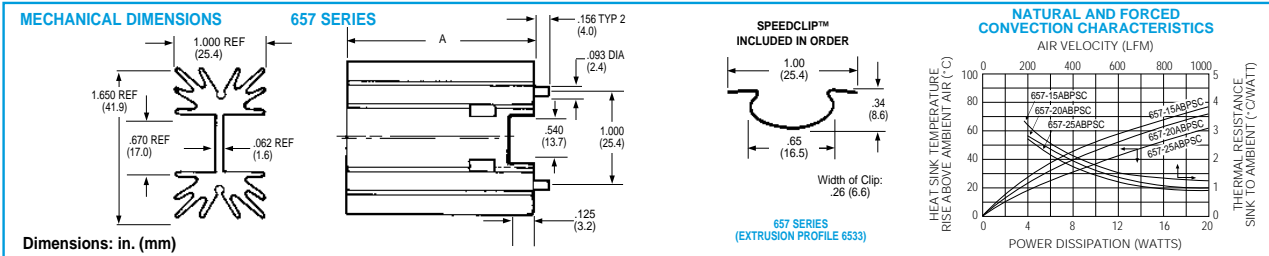 MECHANICAL DIMENSIONS 657 SERIES
1.000 REF
(25.4)
1.650 REF
(41.9)
.670 REF
(17.0)
.062 REF
(1.6)
A
.156 TYP 2
(4.0)
.093 DIA
(2.4)
.540
(13.7)
1.000
(25.4)
.125
(3.2)
Dimensions: in. (mm)
SPEEDCLIP™
INCLUDED IN ORDER
1.00
(25.4)
.34
(8.6)
.65
(16.5)
Width of Clip:
.26 (6.6)
657 SERIES
(EXTRUSION PROFILE 6533)
NATURAL AND FORCED
CONVECTION CHARACTERISTICS
AIR VELOCITY (LFM)
0 200 400 600 800 1000
HEAT SINK TEMPERATURE
RISE ABOVE AMBIENT AIR (°C)
100
80
60
40
20
0
657-15ABPSC
657-20ABPSC
657-25ABPSC
657-15ABPSC
657-20ABPSC
657-25ABPSC
5
4
3
2
1
0
THERMAL RESISTANCE
SINK TO AMBIENT (°C/WATT)
0 4 8 12 16 20
POWER DISSIPATION (WATTS)